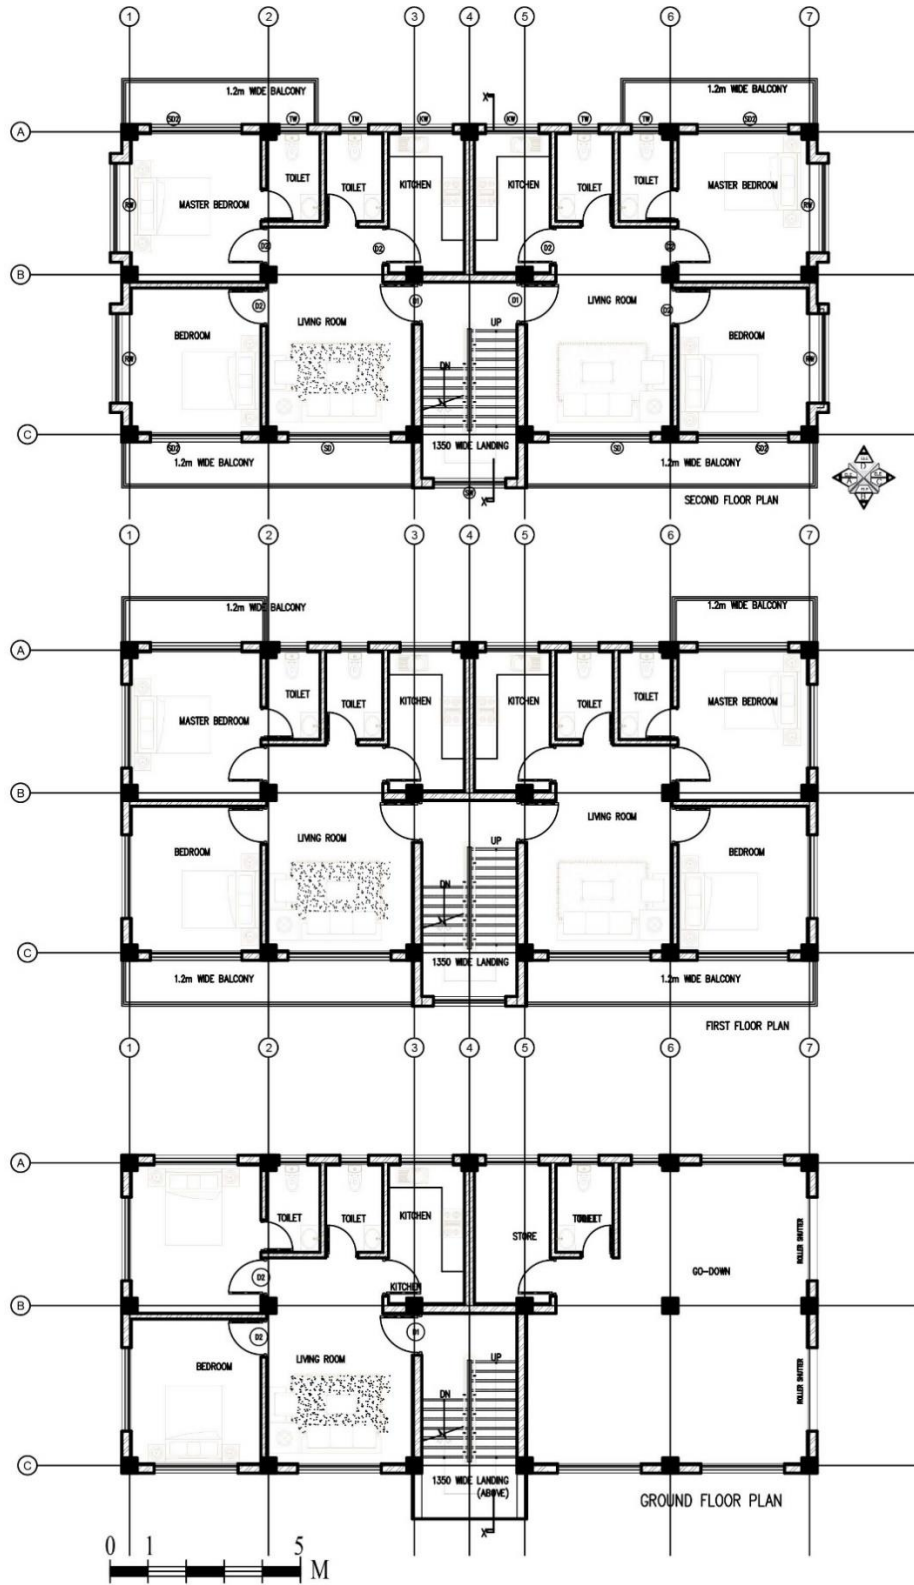 1 2 3 4 5 6 7
1.2m WIDE BALCONY X 1.2m WIDE BALCONY
SD2 TW TW KW KW TW TW SD2
A
TOILET TOILET KITCHEN KITCHEN TOILET TOILET
RW MASTER BEDROOM MASTER BEDROOM RW
D2 D2 D2 D2
B
D2 D1 D1 D2
LIVING ROOM UP LIVING ROOM
RW BEDROOM BEDROOM RW
DN
C
SD2 SD 1350 WIDE LANDING SD SD2
1.2m WIDE BALCONY 1.2m WIDE BALCONY
SW
X SECOND FLOOR PLAN
1 2 3 4 5 6 7
1.2m WIDE BALCONY 1.2m WIDE BALCONY
A
TOILET TOILET KITCHEN KITCHEN TOILET TOILET
MASTER BEDROOM MASTER BEDROOM
B
LIVING ROOM UP LIVING ROOM
BEDROOM BEDROOM
DN
C
1350 WIDE LANDING
1.2m WIDE BALCONY 1.2m WIDE BALCONY
FIRST FLOOR PLAN
1 2 3 4 5 6 7
A
TOILET TOILET KITCHEN TOILET
STORE ROLLER SHUTTER
D2 KITCHEN GO-DOWN
B
D2 D1
LIVING ROOM UP
BEDROOM ROLLER SHUTTER
DN
C
1350 WIDE LANDING
(ABOVE)
GROUND FLOOR PLAN
X
0 1 5 M